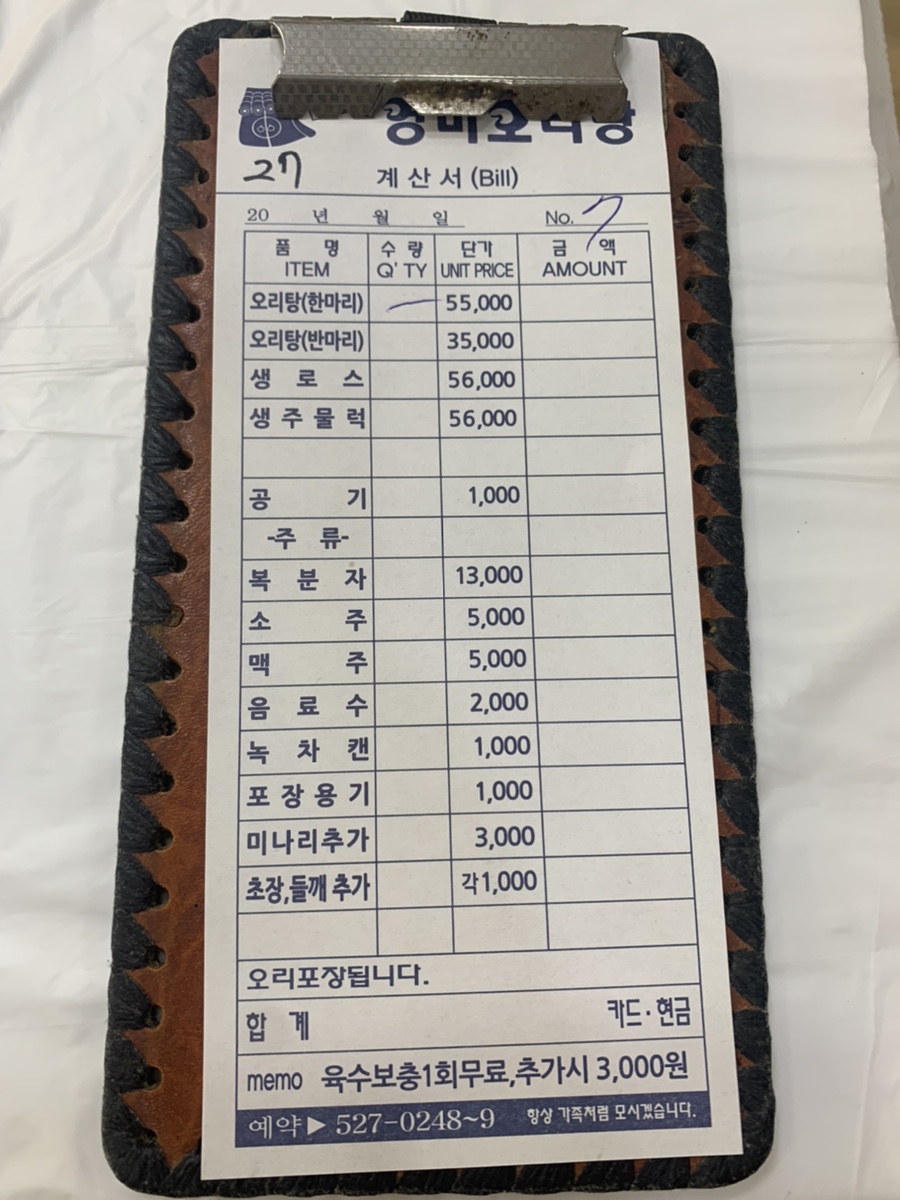 27
계산서 (Bill)
20 년 월 일 No. 7
품 명 수 량 단가 금 액
ITEM Q'TY UNIT PRICE AMOUNT
오리탕(한마리) 55,000
오리탕(반마리) 35,000
생 로 스 56,000
생 주 물 럭 56,000
공 기 1,000
-주 류-
복 분 자 13,000
소 주 5,000
맥 주 5,000
음 료 수 2,000
녹 차 캔 1,000
포 장 용 기 1,000
미나리추가 3,000
초장,들깨 추가 각1,000
오리포장됩니다.
합 계 카드·현금
memo 육수보충1회무료,추가시 3,000원
예약▶ 527-0248~9 항상 가족처럼 모시겠습니다.